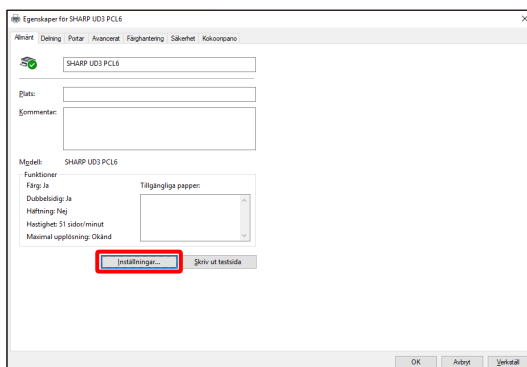 Egenskaper för SHARP UD3 PCL6
Allmänt Delning Portar Avancerat Färghantering Säkerhet Kokoonpano
SHARP UD3 PCL6
Plats:
Kommentar:
Modell: SHARP UD3 PCL6
Funktioner
Färg: Ja Tillgängliga papper:
Dubbelsidig: Ja
Häftning: Nej
Hastighet: 51 sidor/minut
Maximal upplösning: Okänd
Inställningar... Skriv ut testsida
OK Avbryt Verkställ